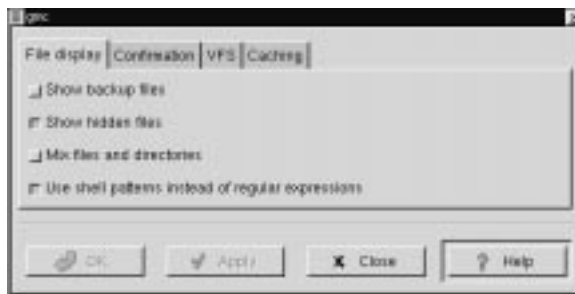 gmc
File display Confirmation VFS Caching
Show backup files
Show hidden files
Mix files and directories
Use shell patterns instead of regular expressions
OK Apply Close Help